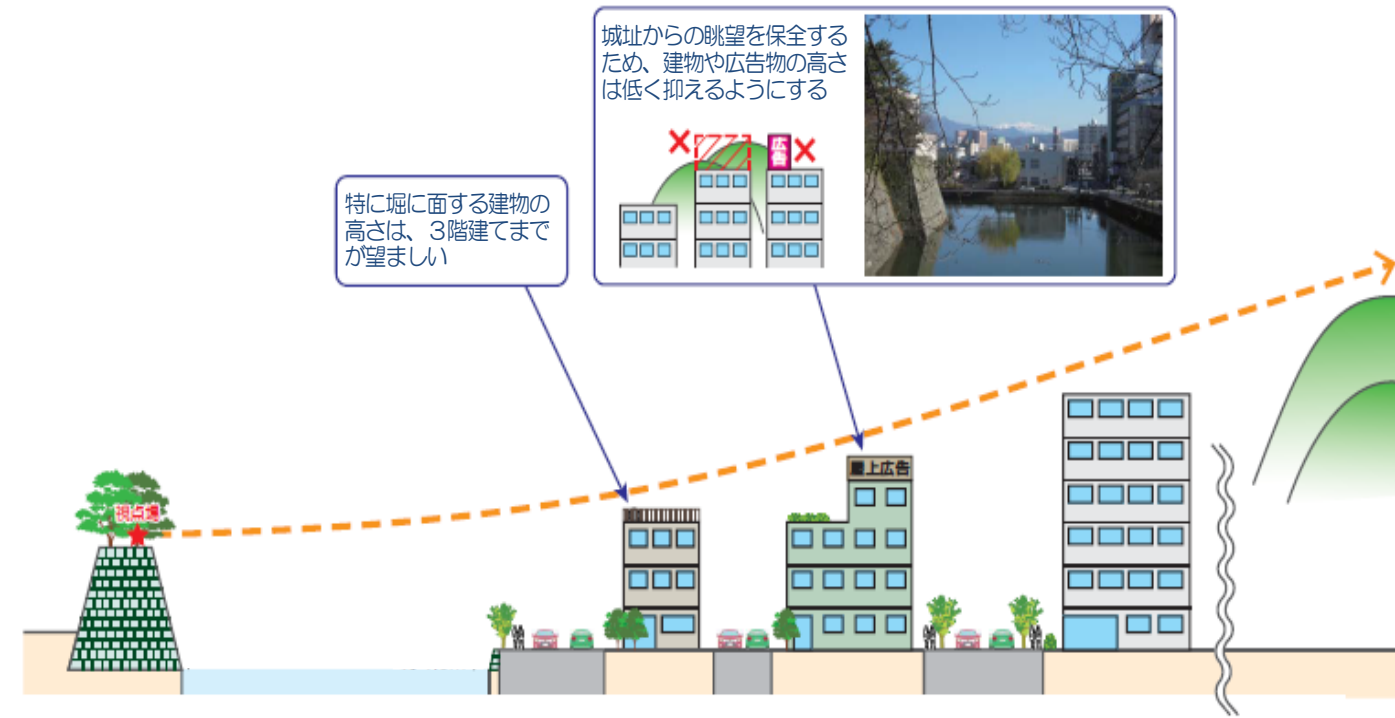 城址からの眺望を保全する
ため、建物や広告物の高さ
は低く抑えるようにする
広
告
特に堀に面する建物の
高さは、3階建てまで
が望ましい
屋上広告
視点場